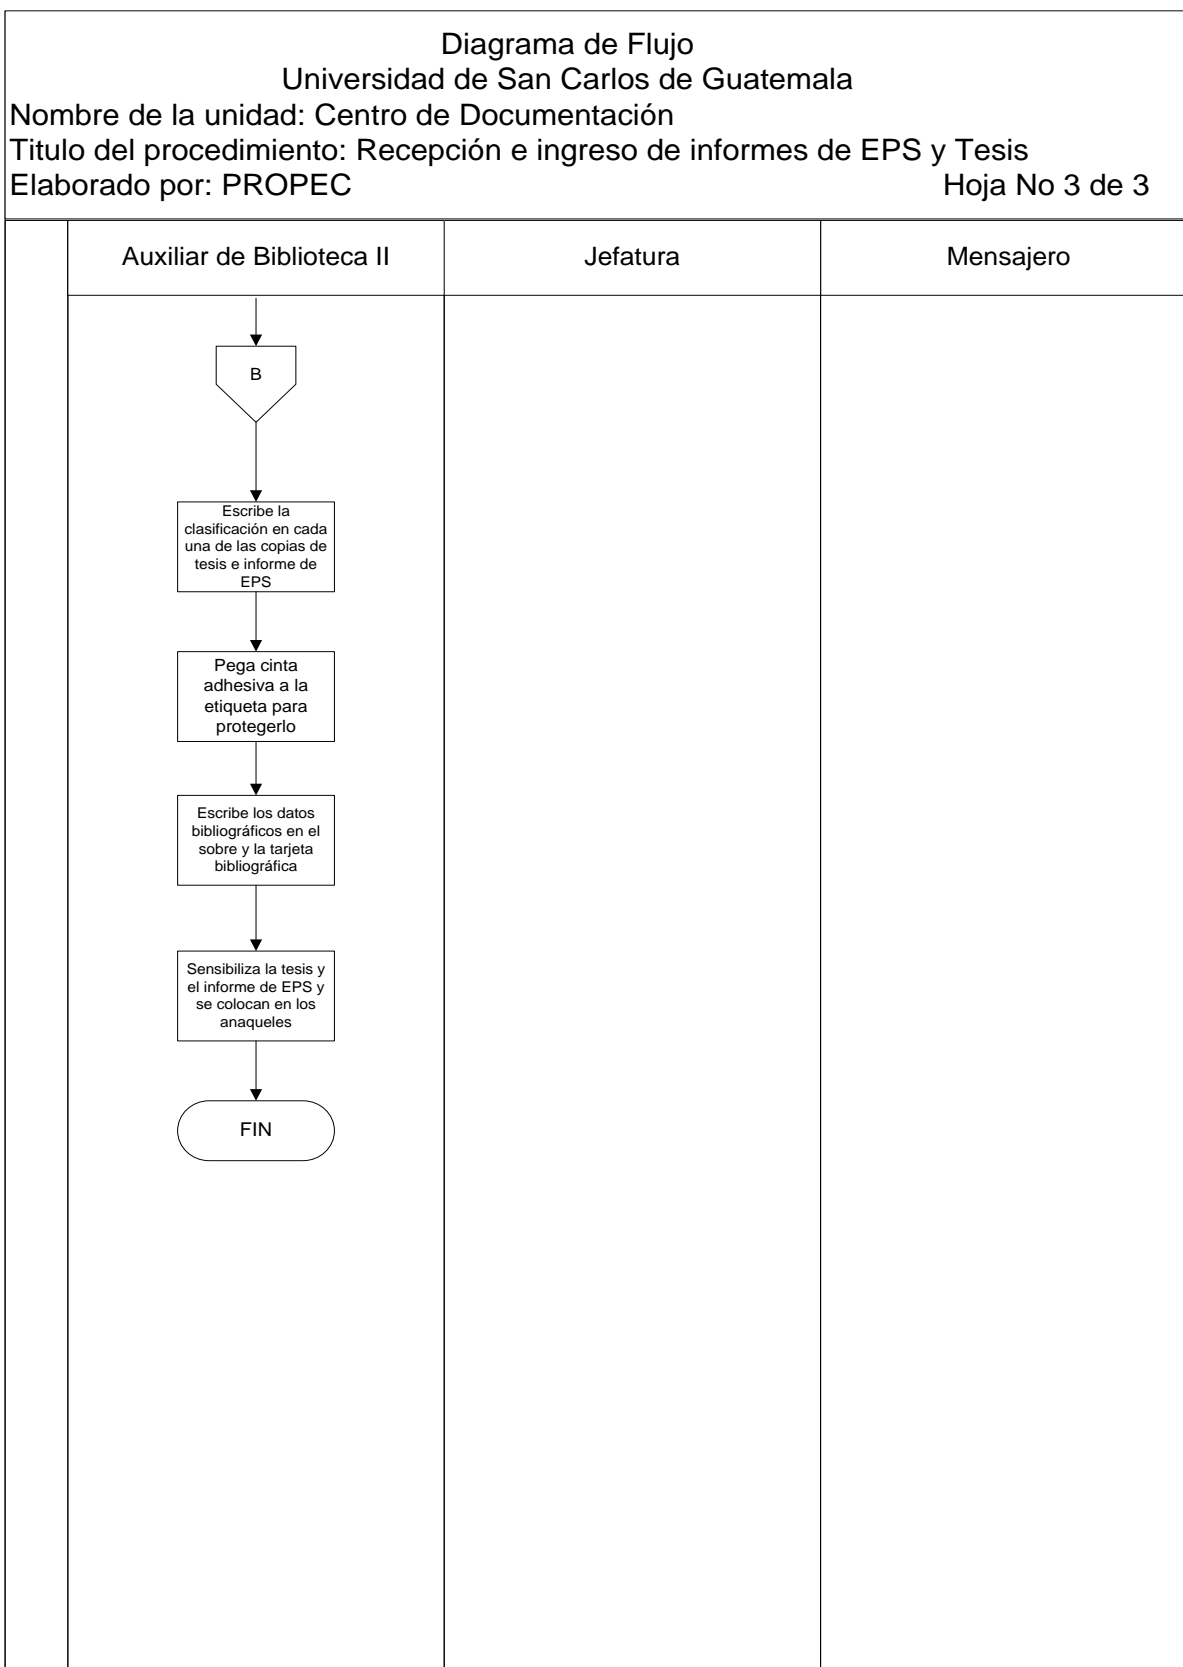 Diagrama de Flujo
Universidad de San Carlos de Guatemala
Nombre de la unidad: Centro de Documentación
Titulo del procedimiento: Recepción e ingreso de informes de EPS y Tesis
Elaborado por: PROPEC Hoja No 3 de 3
Auxiliar de Biblioteca II Jefatura Mensajero
B
Escribe la
clasificación en cada
una de las copias de
tesis e informe de
EPS
Pega cinta
adhesiva a la
etiqueta para
protegerlo
Escribe los datos
bibliográficos en el
sobre y la tarjeta
bibliográfica
Sensibiliza la tesis y
el informe de EPS y
se colocan en los
anaqueles
FIN